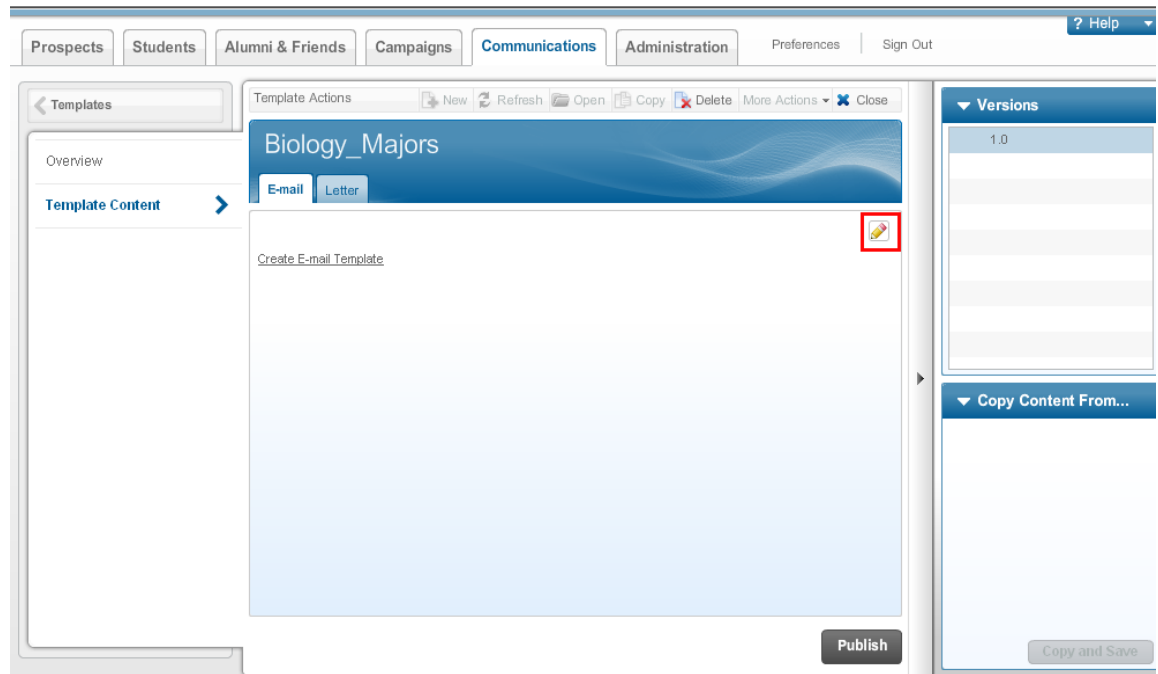 ? Help
Prospects Students Alumni & Friends Campaigns Communications Administration Preferences Sign Out
Templates
Template Actions New Refresh Open Copy Delete More Actions Close
Versions
Biology_Majors
1.0
Overview
E-mail Letter
Template Content
Create E-mail Template
Copy Content From...
Publish
Copy and Save